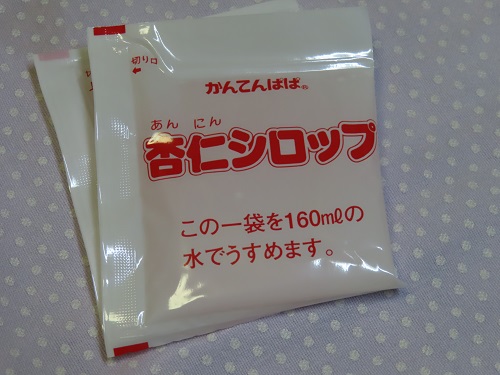 切り口
かんてんぱぱ®
あん にん
杏仁シロップ
この一袋を160mlの
水でうすめます。